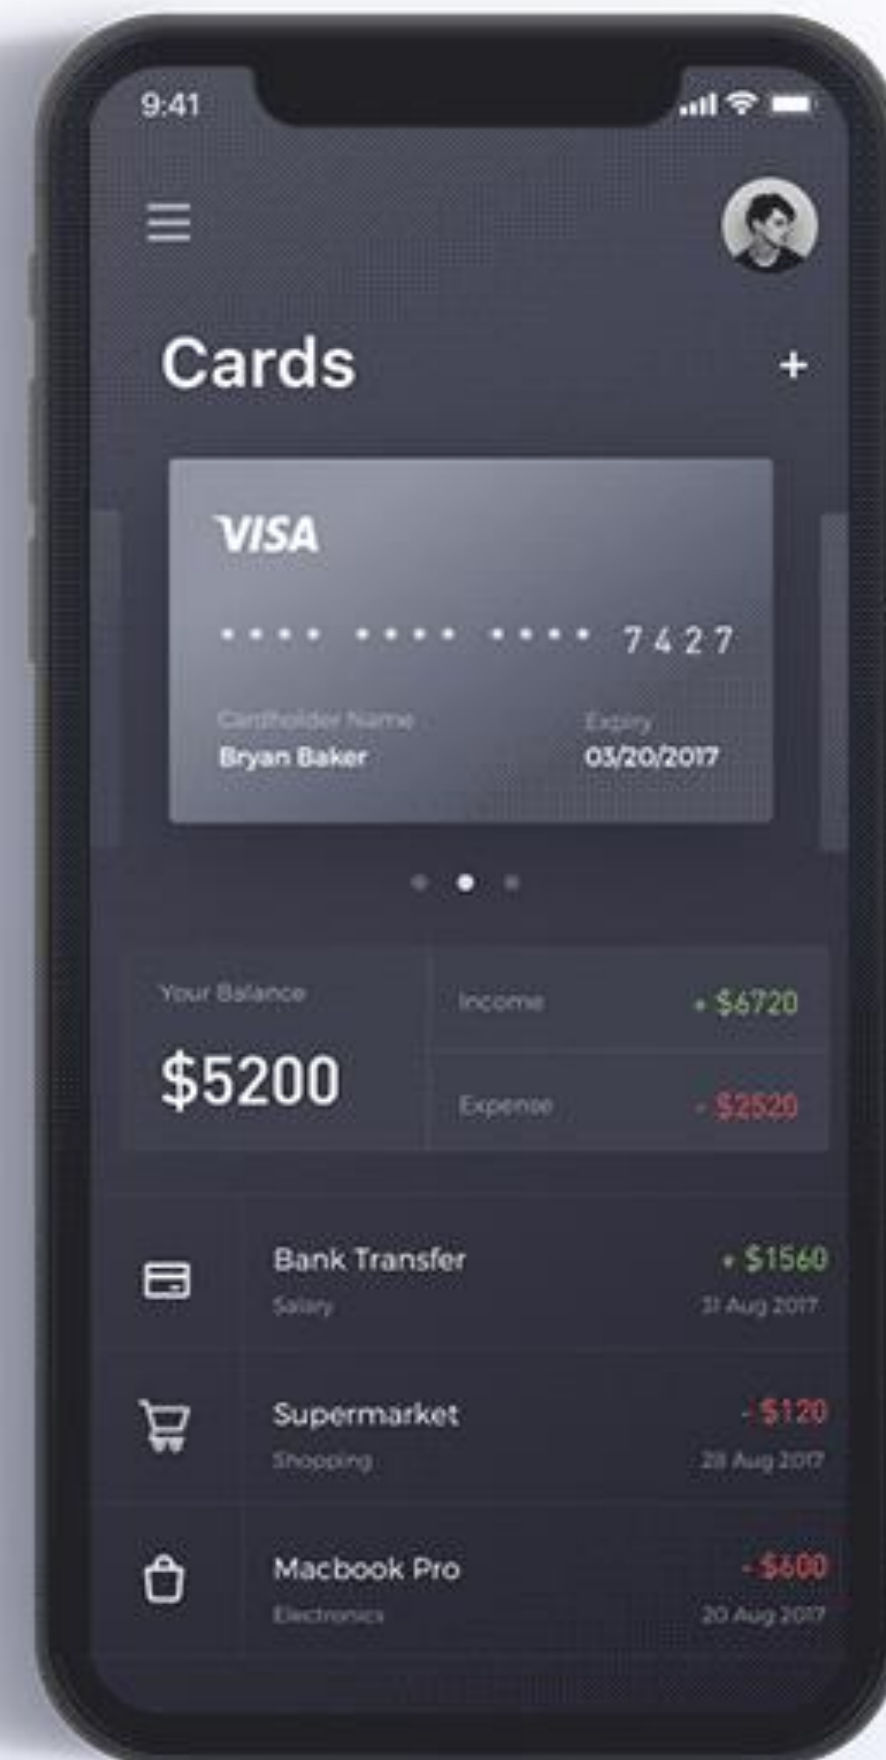 9:41
Cards
+
VISA
•••• •••• •••• 7427
Cardholder Name
Expiry
Bryan Baker
03/20/2017
Your Balance
$5200
Income
+ $6720
Expense
- $2520
Bank Transfer
+ $1560
Salary
31 Aug 2017
Supermarket
- $120
Shopping
28 Aug 2017
Macbook Pro
- $600
Electronics
20 Aug 2017